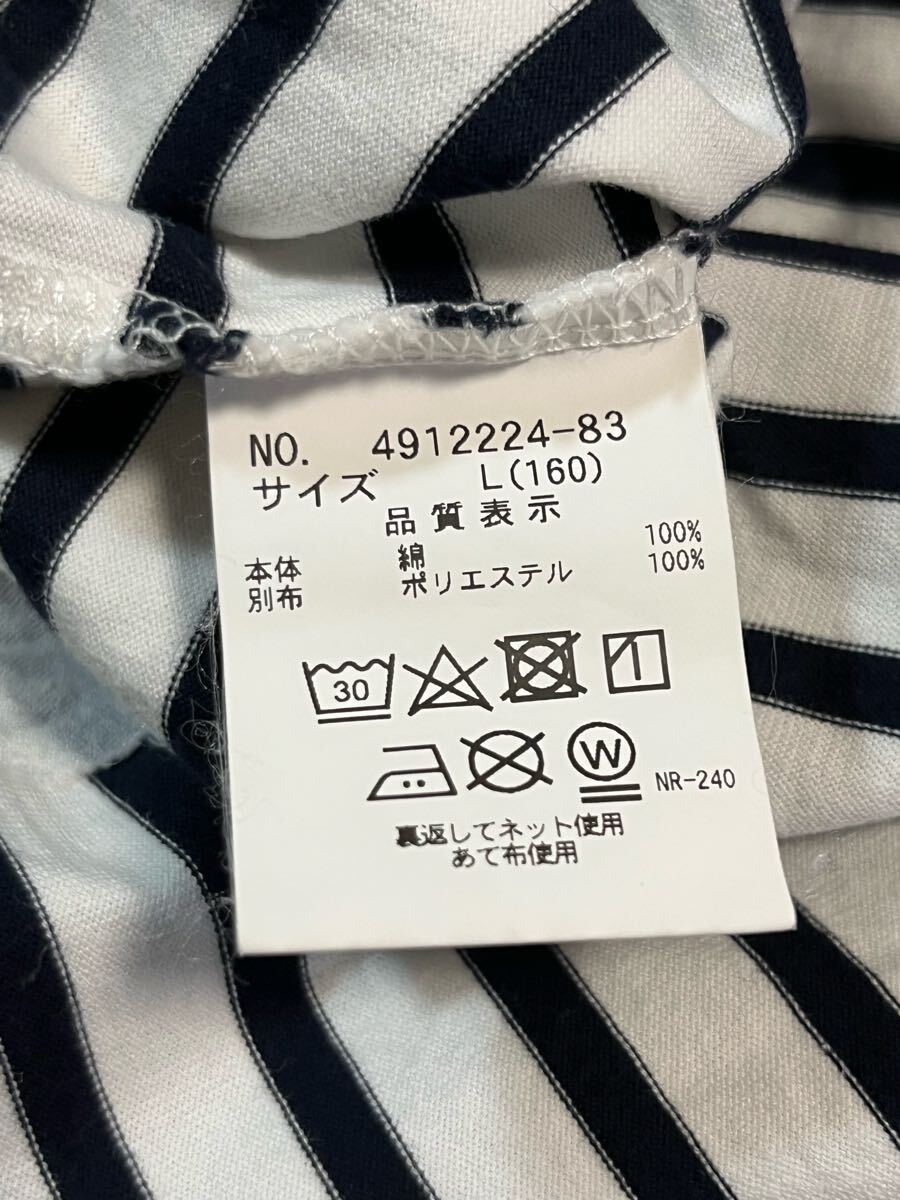 NO. 4912224-83
サイズ L(160)
品質表示
本体 綿 100%
別布 ポリエステル 100%
30
W NR-240
裏返してネット使用
あて布使用